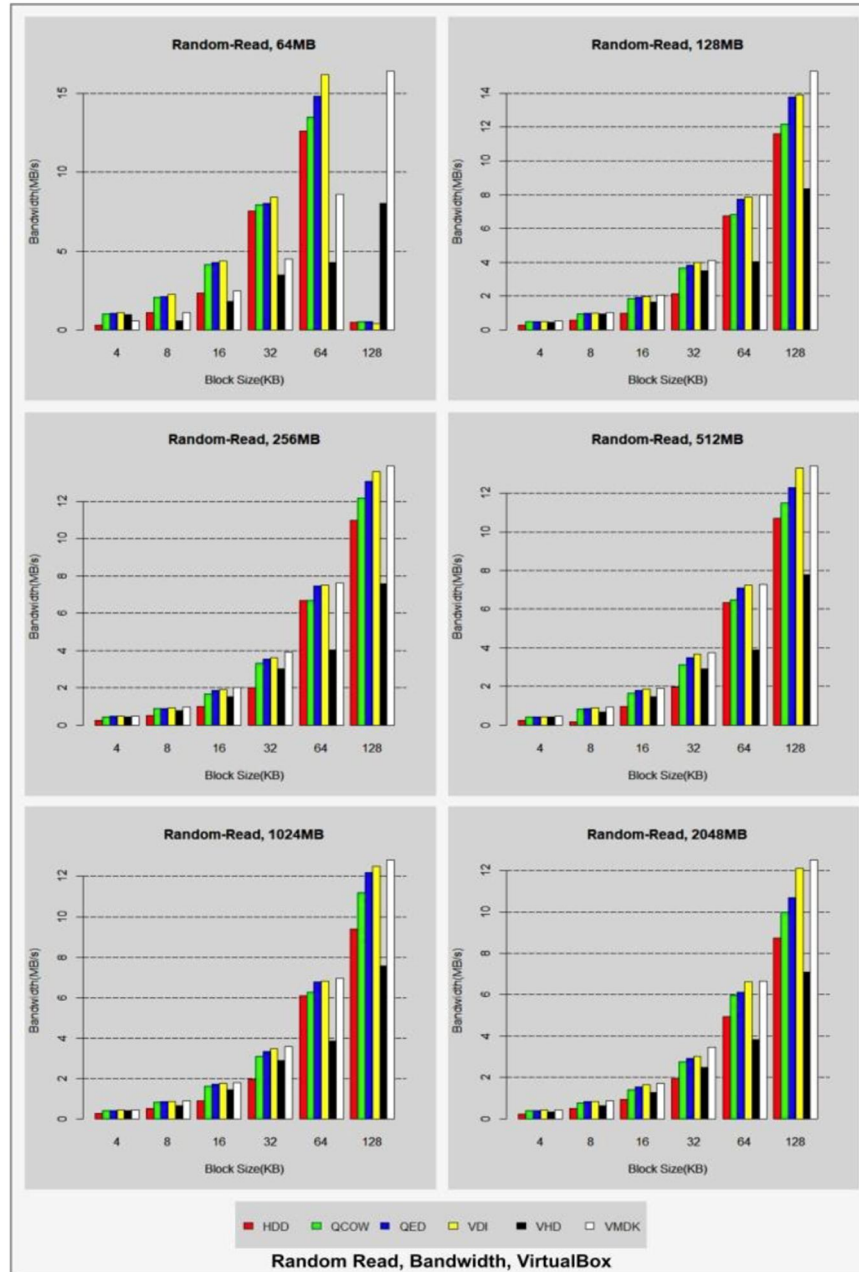 Random-Read, 64MB
Bandwidth(MB/s)
0 5 10 15
4 8 16 32 64 128
Block Size(KB)
Random-Read, 128MB
Bandwidth(MB/s)
0 2 4 6 8 10 12 14
4 8 16 32 64 128
Block Size(KB)
Random-Read, 256MB
Bandwidth(MB/s)
0 2 4 6 8 10 12
4 8 16 32 64 128
Block Size(KB)
Random-Read, 512MB
Bandwidth(MB/s)
0 2 4 6 8 10 12
4 8 16 32 64 128
Block Size(KB)
Random-Read, 1024MB
Bandwidth(MB/s)
0 2 4 6 8 10 12
4 8 16 32 64 128
Block Size(KB)
Random-Read, 2048MB
Bandwidth(MB/s)
0 2 4 6 8 10 12
4 8 16 32 64 128
Block Size(KB)
HDD QCOW QED VDI VHD VMDK
Random Read, Bandwidth, VirtualBox